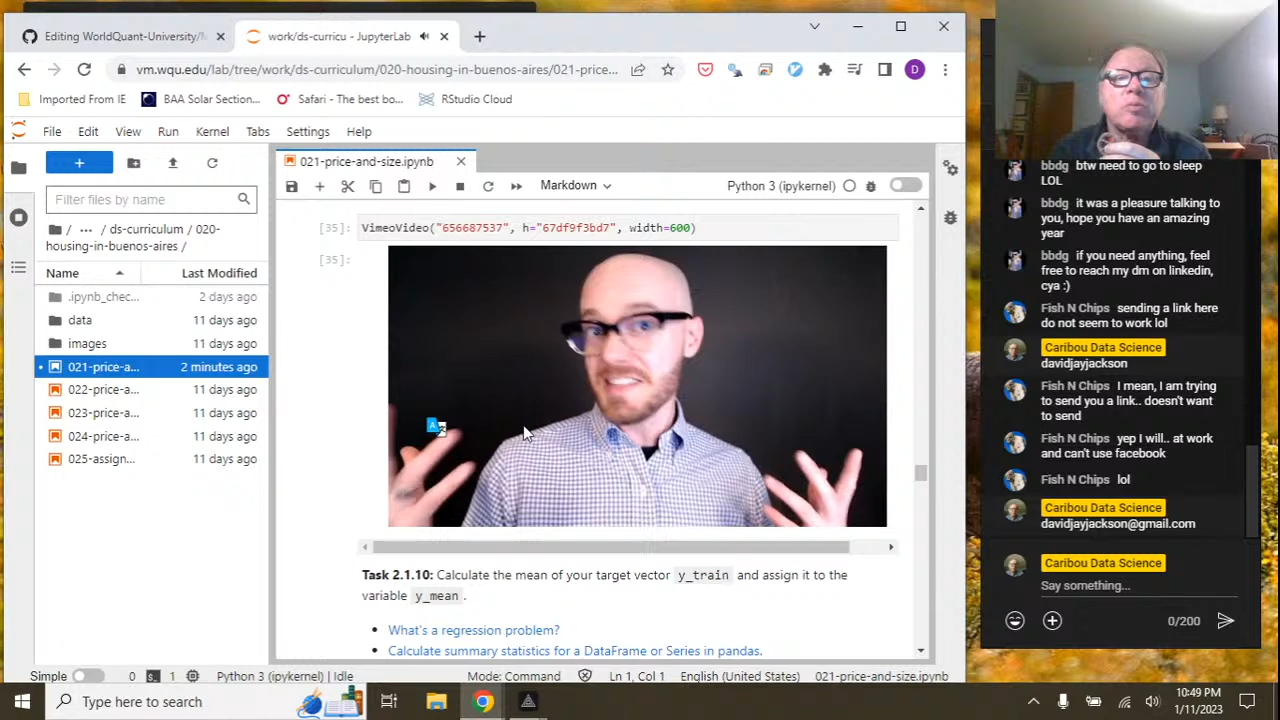 Editing WorldQuant-University/
work/ds-curricu - JupyterLab
vm.wqu.edu/lab/tree/work/ds-curriculum/020-housing-in-buenos-aires/021-price...
D
Imported From IE
BAA Solar Section...
Safari - The best bo...
RStudio Cloud
File Edit View Run Kernel Tabs Settings Help
021-price-and-size.ipynb
Markdown
Python 3 (ipykernel)
Filter files by name
/ ... / ds-curriculum / 020-
housing-in-buenos-aires /
Name Last Modified
.ipynb_chec... 2 days ago
data 11 days ago
images 11 days ago
021-price-a... 2 minutes ago
022-price-a... 11 days ago
023-price-a... 11 days ago
024-price-a... 11 days ago
025-assign... 11 days ago
[35]: VimeoVideo("656687537", h="67df9f3bd7", width=600)
[35]:
Task 2.1.10: Calculate the mean of your target vector y_train and assign it to the
variable y_mean .
What's a regression problem?
Calculate summary statistics for a DataFrame or Series in pandas.
Simple 0 1 Python 3 (ipykernel) | Idle Mode: Command Ln 1, Col 1 English (United States) 021-price-and-size.ipynb
bbdg btw need to go to sleep
LOL
bbdg it was a pleasure talking to
you, hope you have an amazing
year
bbdg if you need anything, feel
free to reach my dm on linkedin,
cya :)
Fish N Chips sending a link here
do not seem to work lol
Caribou Data Science
davidjayjackson
Fish N Chips I mean, I am trying
to send you a link.. doesn't want
to send
Fish N Chips yep I will.. at work
and can't use facebook
Fish N Chips lol
Caribou Data Science
davidjayjackson@gmail.com
Caribou Data Science
Say something...
0/200
Type here to search
10:49 PM
1/11/2023